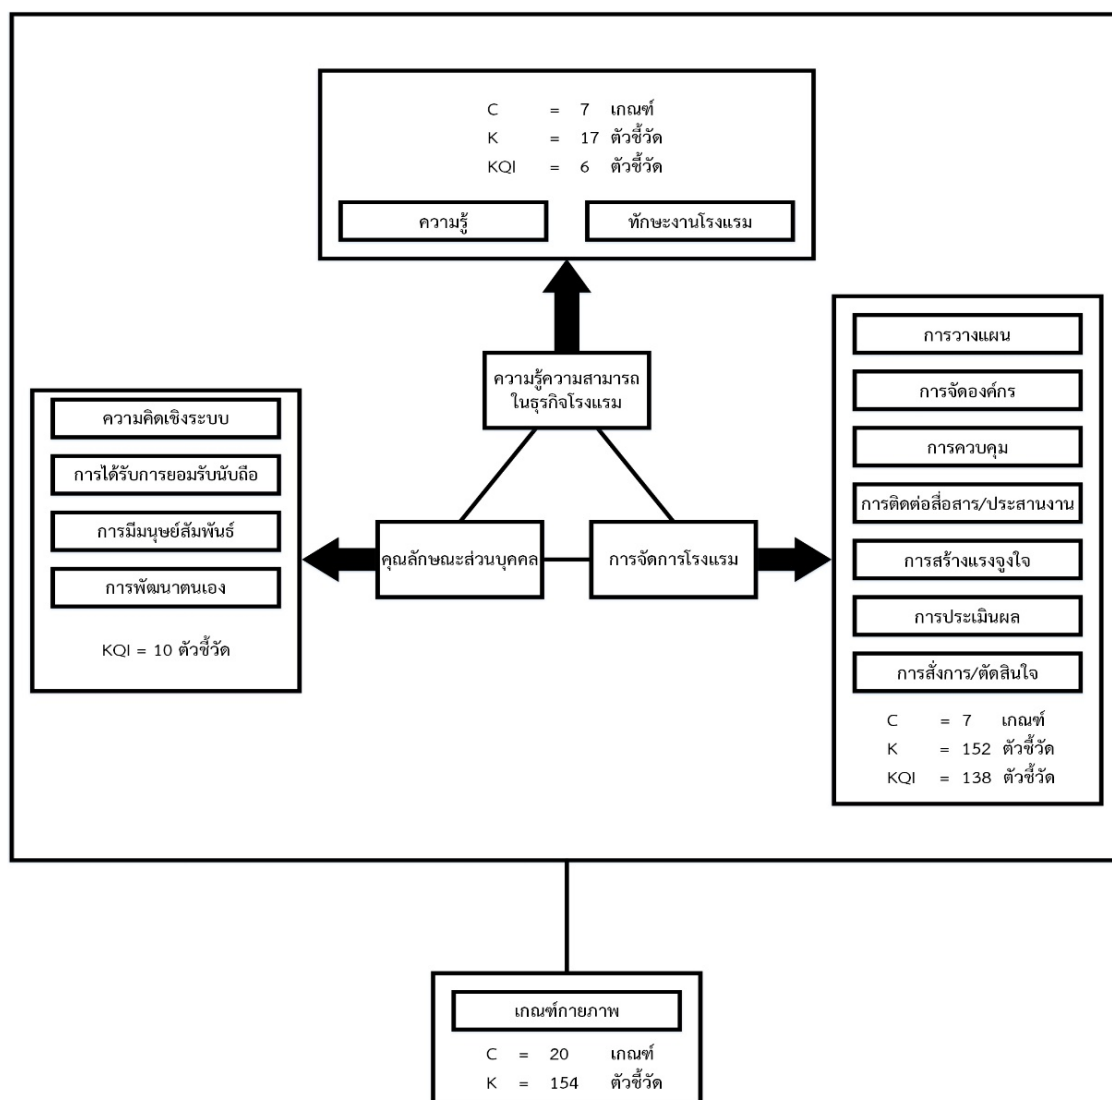 C = 7 เกณฑ์
K = 17 ตัวชี้วัด
KQI = 6 ตัวชี้วัด
ความรู้
ทักษะงานโรงแรม
ความรู้ความสามารถ
ในธุรกิจโรงแรม
คุณลักษณะส่วนบุคคล
การจัดการโรงแรม
ความคิดเชิงระบบ
การได้รับการยอมรับนับถือ
การมีมนุษย์สัมพันธ์
การพัฒนาตนเอง
KQI = 10 ตัวชี้วัด
การวางแผน
การจัดองค์กร
การควบคุม
การติดต่อสื่อสาร/ประสานงาน
การสร้างแรงจูงใจ
การประเมินผล
การสั่งการ/ตัดสินใจ
C = 7 เกณฑ์
K = 152 ตัวชี้วัด
KQI = 138 ตัวชี้วัด
เกณฑ์กายภาพ
C = 20 เกณฑ์
K = 154 ตัวชี้วัด